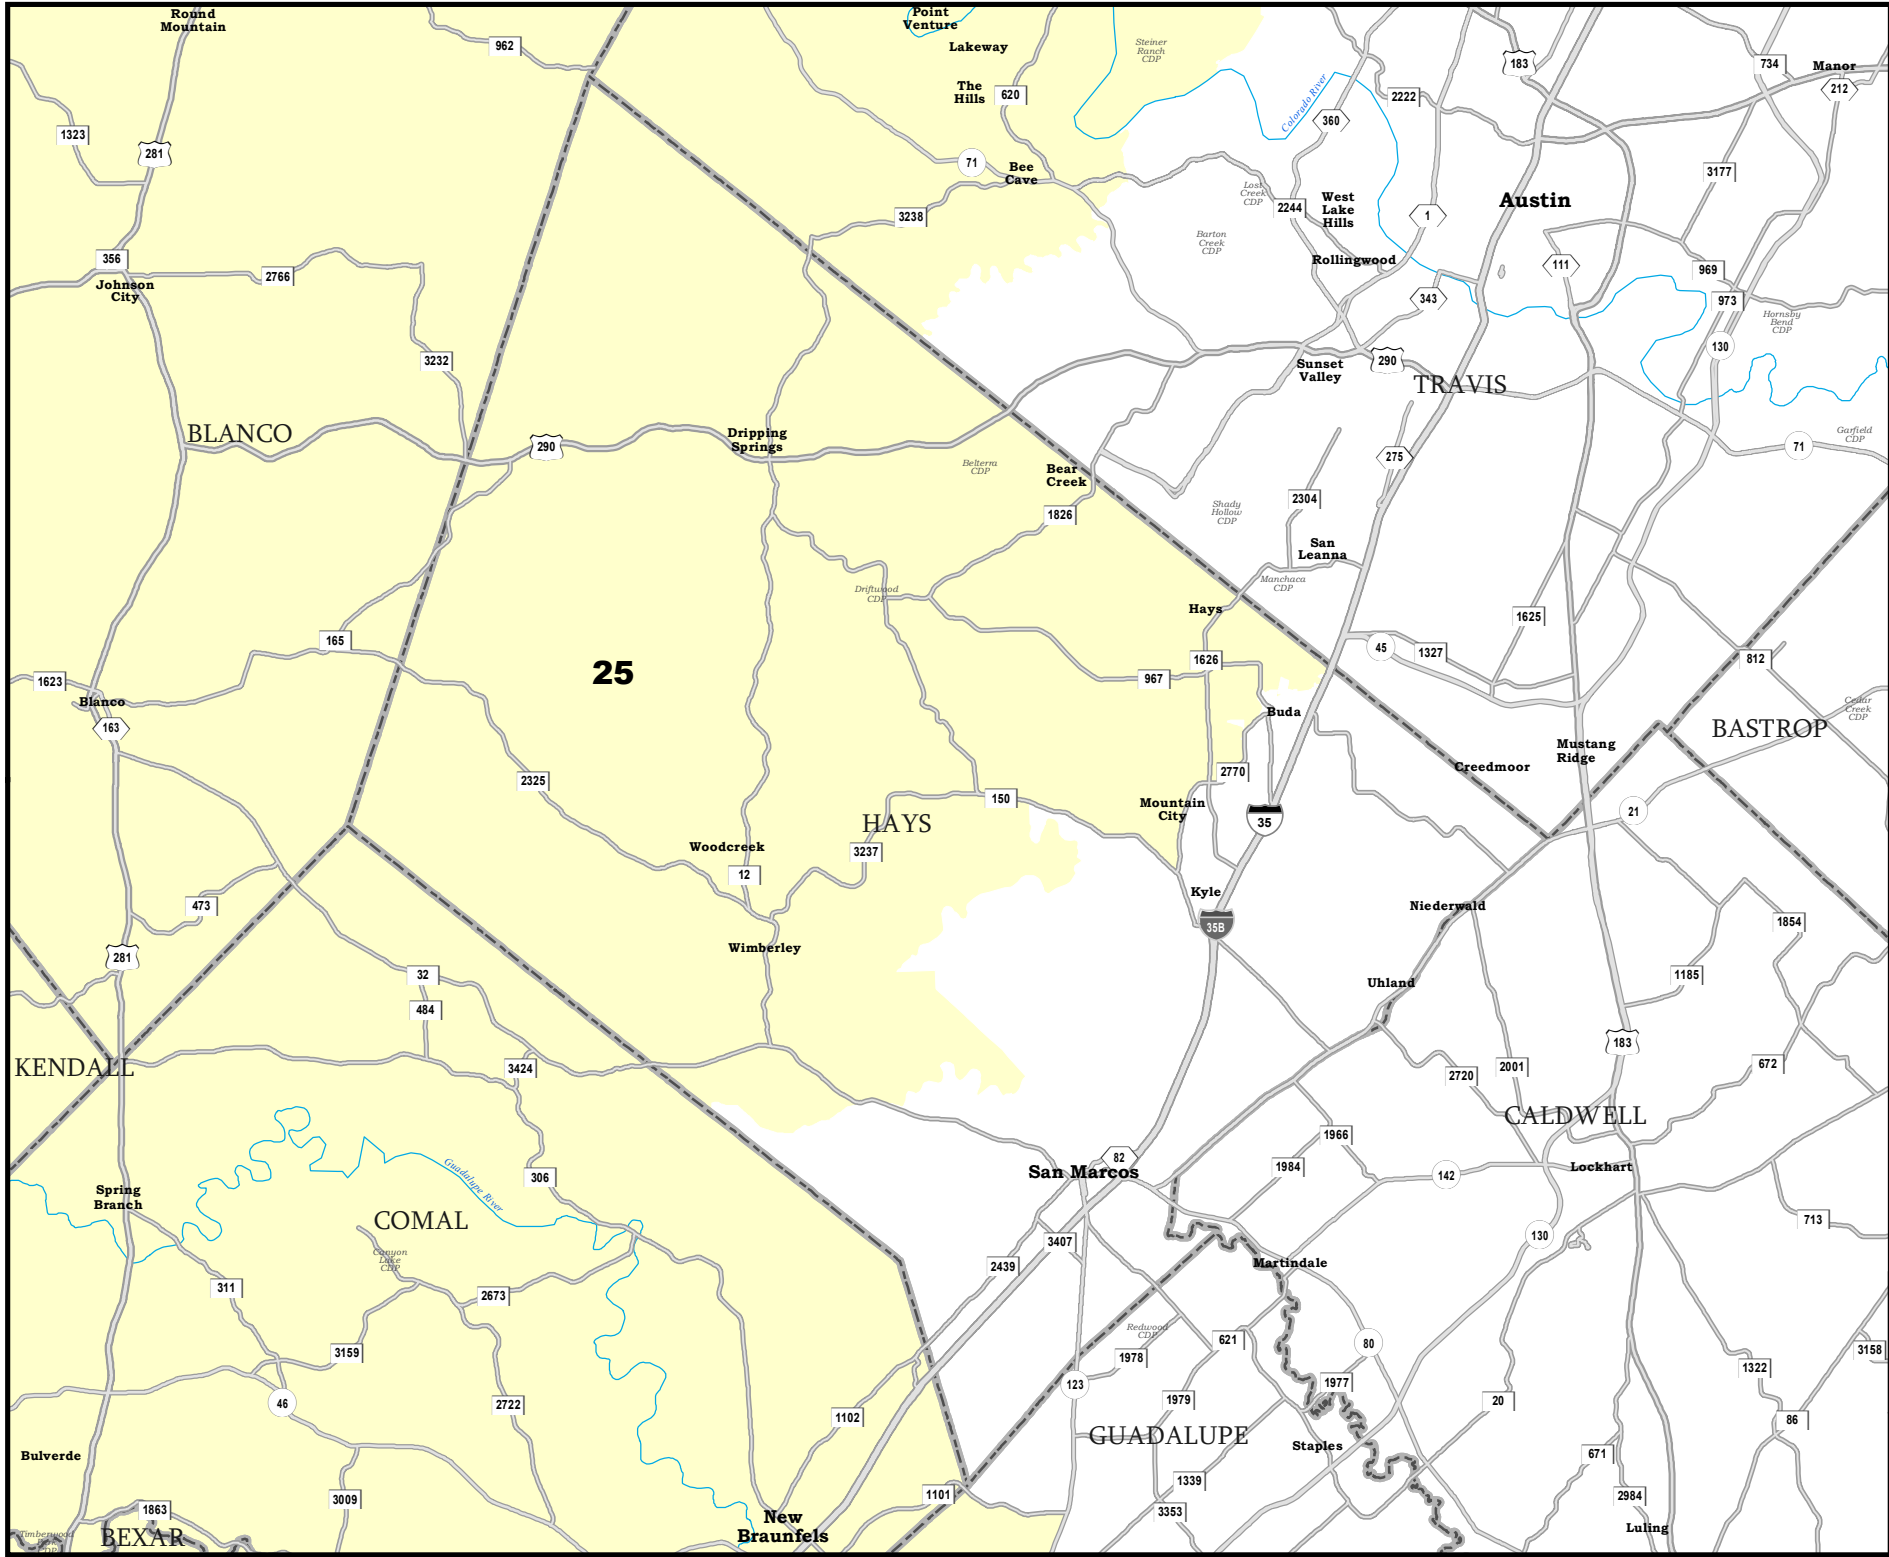 Round
Mountain
962
Point
Venture
Lakeway
Steiner
Ranch
CDP
183
734
Manor
212
The
Hills
620
2222
Colorado River
360
1323
281
71
Bee
Cave
3177
Lost
Creek
CDP
2244
West
Lake
Hills
1
Austin
3238
Barton
Creek
CDP
Rollingwood
111
969
356
Johnson
City
2766
343
973
Hornsby
Bend
CDP
130
3232
Sunset
Valley
290
TRAVIS
BLANCO
290
Dripping
Springs
Belterra
CDP
Bear
Creek
275
71
Garfield
CDP
1826
Shady
Hollow
CDP
2304
San
Leanna
Manchaca
CDP
Driftwood
CDP
Hays
1625
165
25
1626
45
1327
812
1623
967
Blanco
163
Buda
Cedar
Creek
CDP
BASTROP
Mustang
Ridge
Creedmoor
2325
2770
150
Mountain
City
35
21
HAYS
3237
Woodcreek
12
Kyle
35B
Niederwald
473
1854
Wimberley
281
32
484
Uhland
1185
183
KENDALL
3424
2720
2001
672
CALDWELL
1966
82
San Marcos
1984
142
Lockhart
Guadalupe River
306
Spring
Branch
COMAL
713
130
3407
Canyon
Lake
CDP
2439
Martindale
311
2673
Redwood
CDP
621
80
3159
1978
3158
1322
123
1977
46
2722
1102
1979
20
86
GUADALUPE
Staples
Bulverde
671
1339
3009
1101
2984
1863
3353
New
Braunfels
Luling
Timberwood
Park
CDP
BEXAR